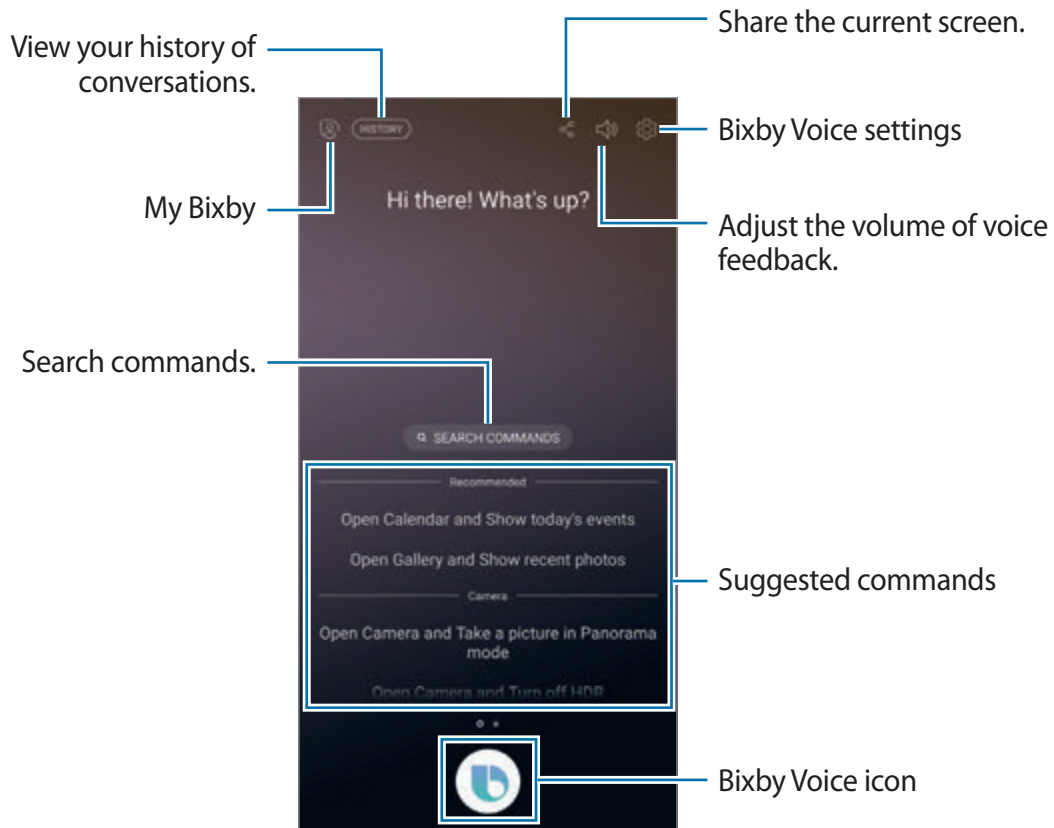 Share the current screen.
View your history of
conversations.
HISTORY
Bixby Voice settings
My Bixby
Hi there! What's up?
Adjust the volume of voice
feedback.
Search commands.
SEARCH COMMANDS
Recommended
Open Calendar and Show today's events
Open Gallery and Show recent photos
Suggested commands
Camera
Open Camera and Take a picture in Panorama
mode
Open Camera and Turn off HDR
Bixby Voice icon